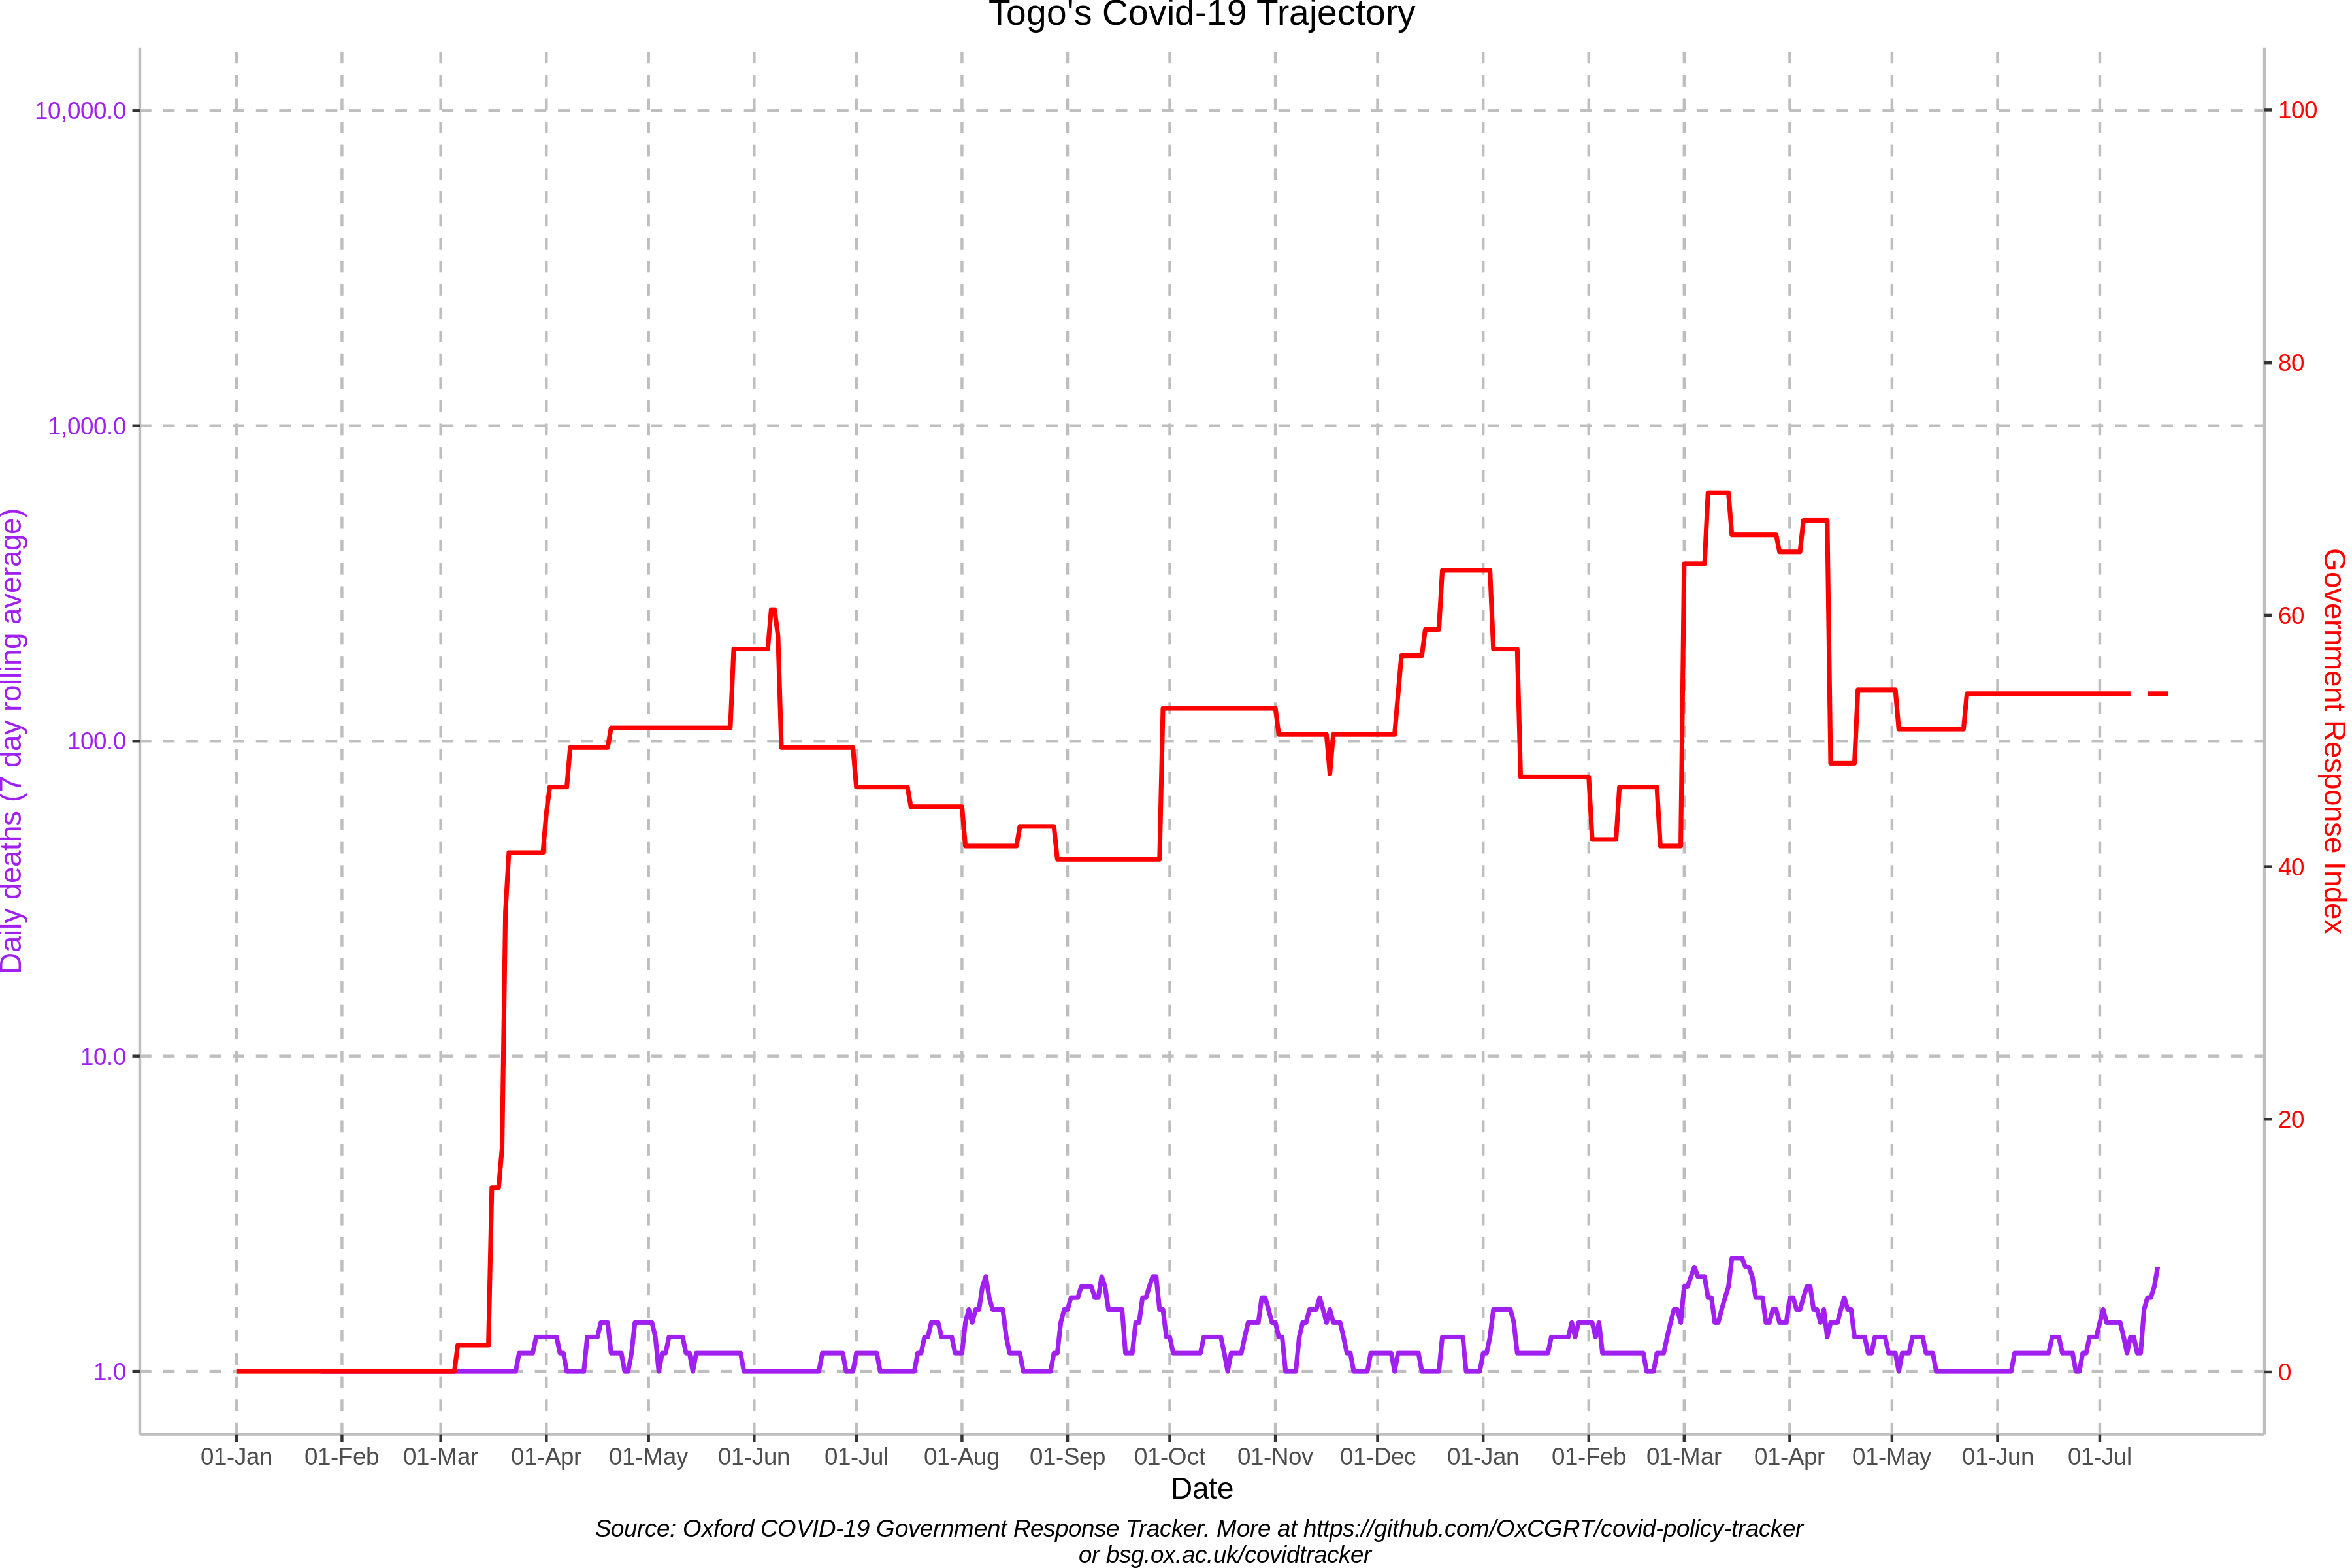 Togo's Covid-19 Trajectory
10,000.0
1,000.0
100.0
10.0
1.0
Daily deaths (7 day rolling average)
100
80
60
40
20
0
Government Response Index
01-Jan 01-Feb 01-Mar 01-Apr 01-May 01-Jun 01-Jul 01-Aug 01-Sep 01-Oct 01-Nov 01-Dec 01-Jan 01-Feb 01-Mar 01-Apr 01-May 01-Jun 01-Jul
Date
Source: Oxford COVID-19 Government Response Tracker. More at https://github.com/OxCGRT/covid-policy-tracker
or bsg.ox.ac.uk/covidtracker